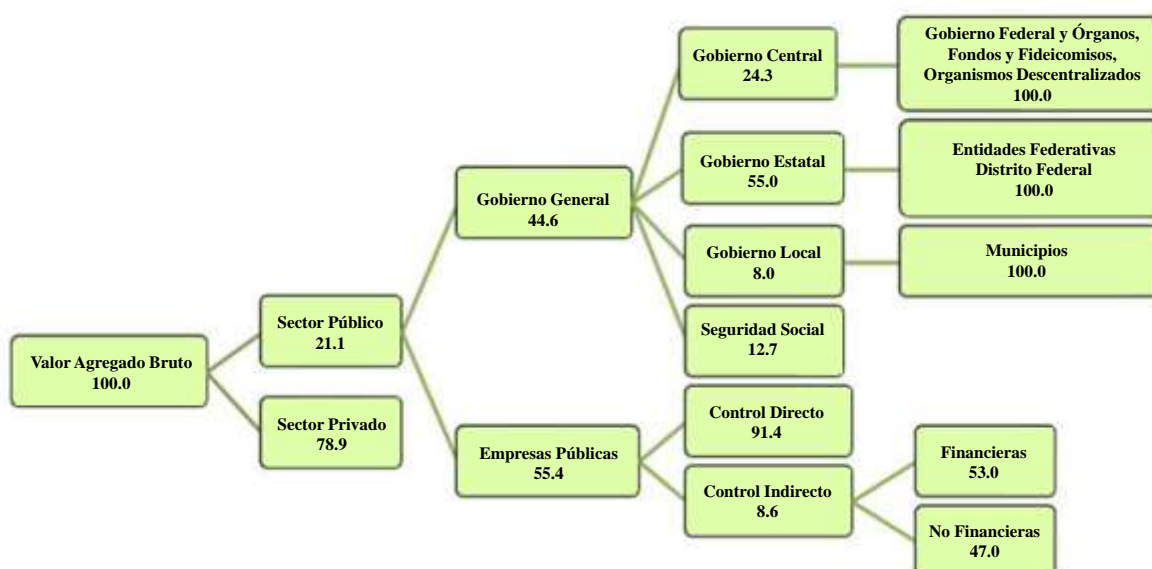 Valor Agregado Bruto
100.0
Sector Público
21.1
Sector Privado
78.9
Gobierno General
44.6
Empresas Públicas
55.4
Gobierno Central
24.3
Gobierno Estatal
55.0
Gobierno Local
8.0
Seguridad Social
12.7
Control Directo
91.4
Control Indirecto
8.6
Gobierno Federal y Órganos,
Fondos y Fideicomisos,
Organismos Descentralizados
100.0
Entidades Federativas
Distrito Federal
100.0
Municipios
100.0
Financieras
53.0
No Financieras
47.0